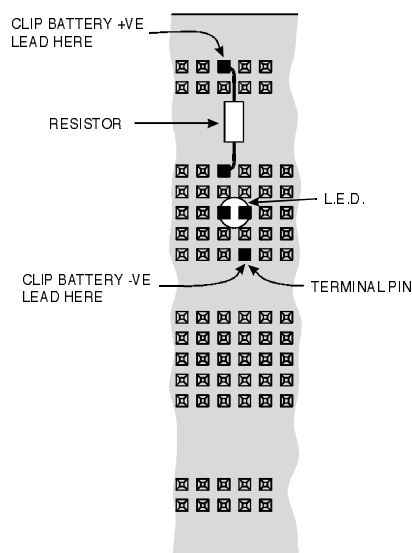 CLIP BATTERY +VE
LEAD HERE
RESISTOR
L.E.D.
CLIP BATTERY -VE
LEAD HERE
TERMINAL PIN